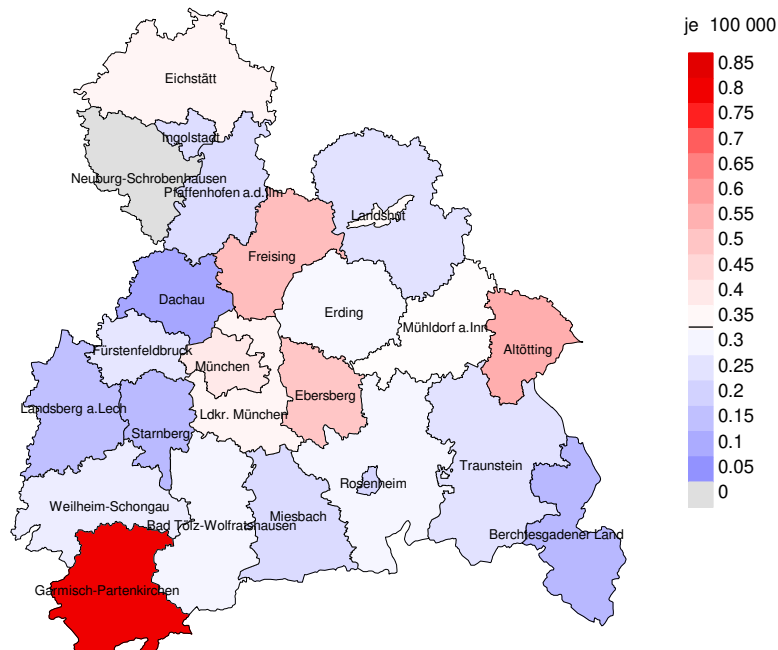 je 100 000
0.85
0.8
0.75
0.7
0.65
0.6
0.55
0.5
0.45
0.4
0.35
0.3
0.25
0.2
0.15
0.1
0.05
0
Eichstätt
Ingolstadt
Neuburg-Schrobenhausen
Pfaffenhofen a.d.Ilm
Landshut
Freising
Dachau
Erding
Mühldorf a.Inn
Altötting
Fürstenfeldbruck
München
Ebersberg
Landsberg a.Lech
Ldkr. München
Starnberg
Traunstein
Rosenheim
Weilheim-Schongau
Miesbach
Bad Tölz-Wolfratshausen
Berchtesgadener Land
Garmisch-Partenkirchen